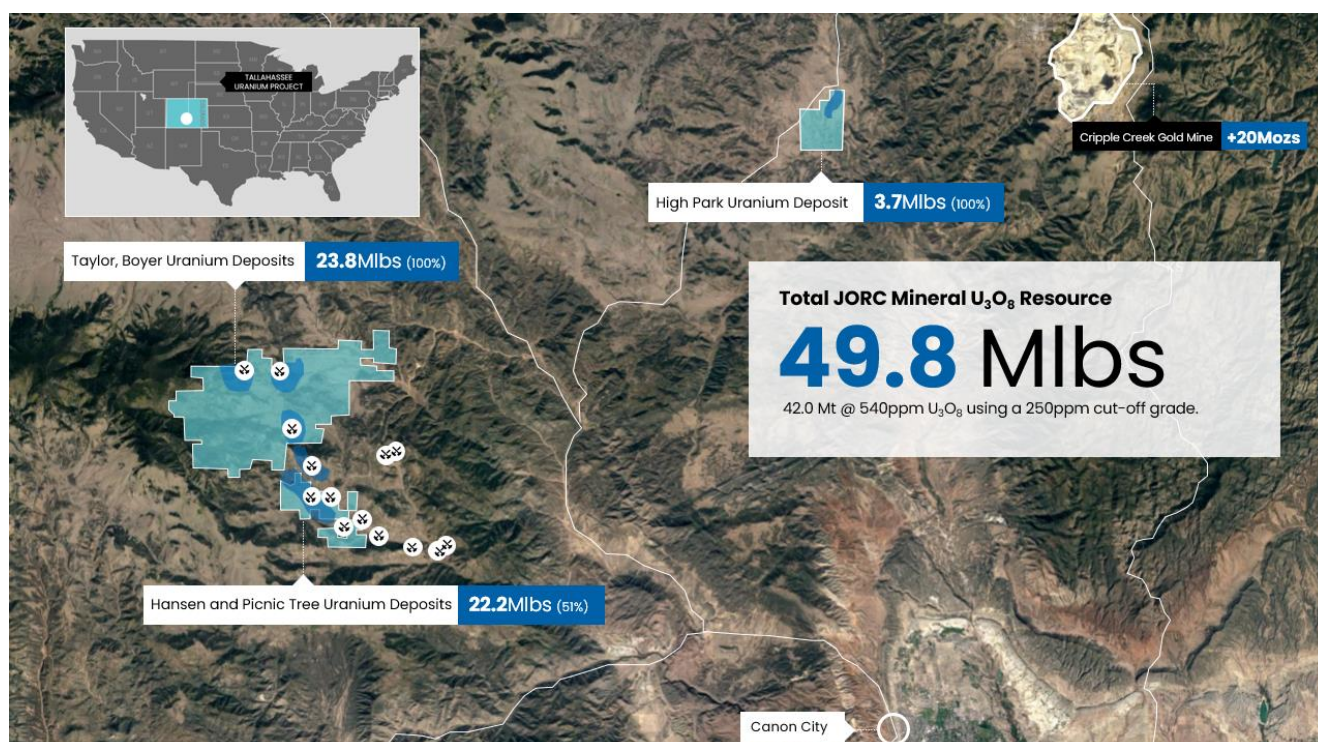 TALLAHASSEE
URANIUM PROJECT
Cripple Creek Gold Mine +20Mozs
High Park Uranium Deposit 3.7Mlbs (100%)
Taylor, Boyer Uranium Deposits 23.8Mlbs (100%)
Total JORC Mineral U₃O₈ Resource
49.8 Mlbs
42.0 Mt @ 540ppm U₃O₈ using a 250ppm cut-off grade.
Hansen and Picnic Tree Uranium Deposits 22.2Mlbs (51%)
Canon City